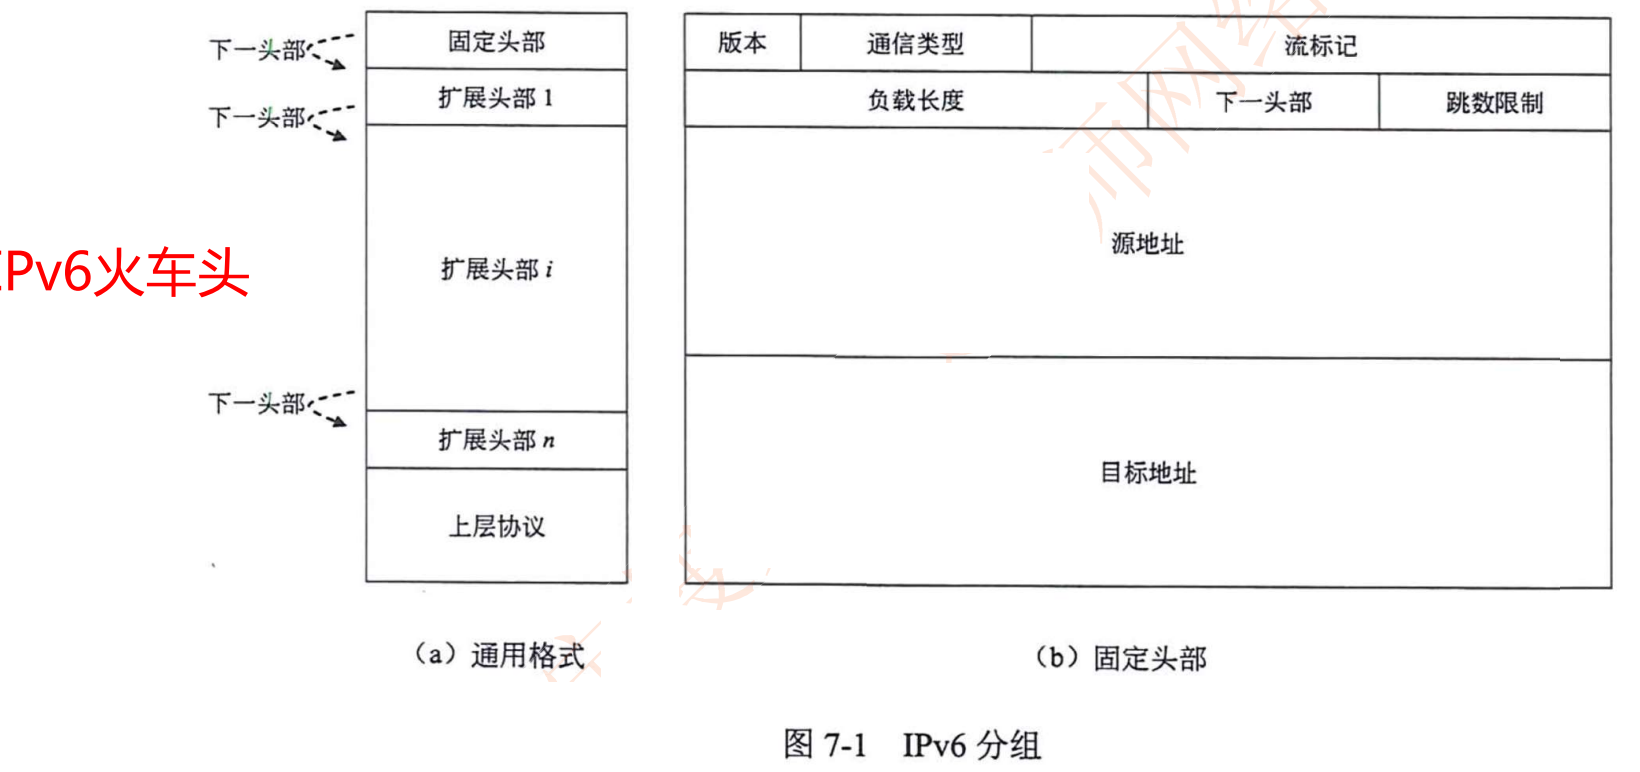 下一头部
固定头部
下一头部
扩展头部 1
IPv6火车头
扩展头部 i
下一头部
扩展头部 n
上层协议
(a) 通用格式
版本 通信类型 流标记
负载长度 下一头部 跳数限制
源地址
目标地址
(b) 固定头部
图 7-1 IPv6 分组